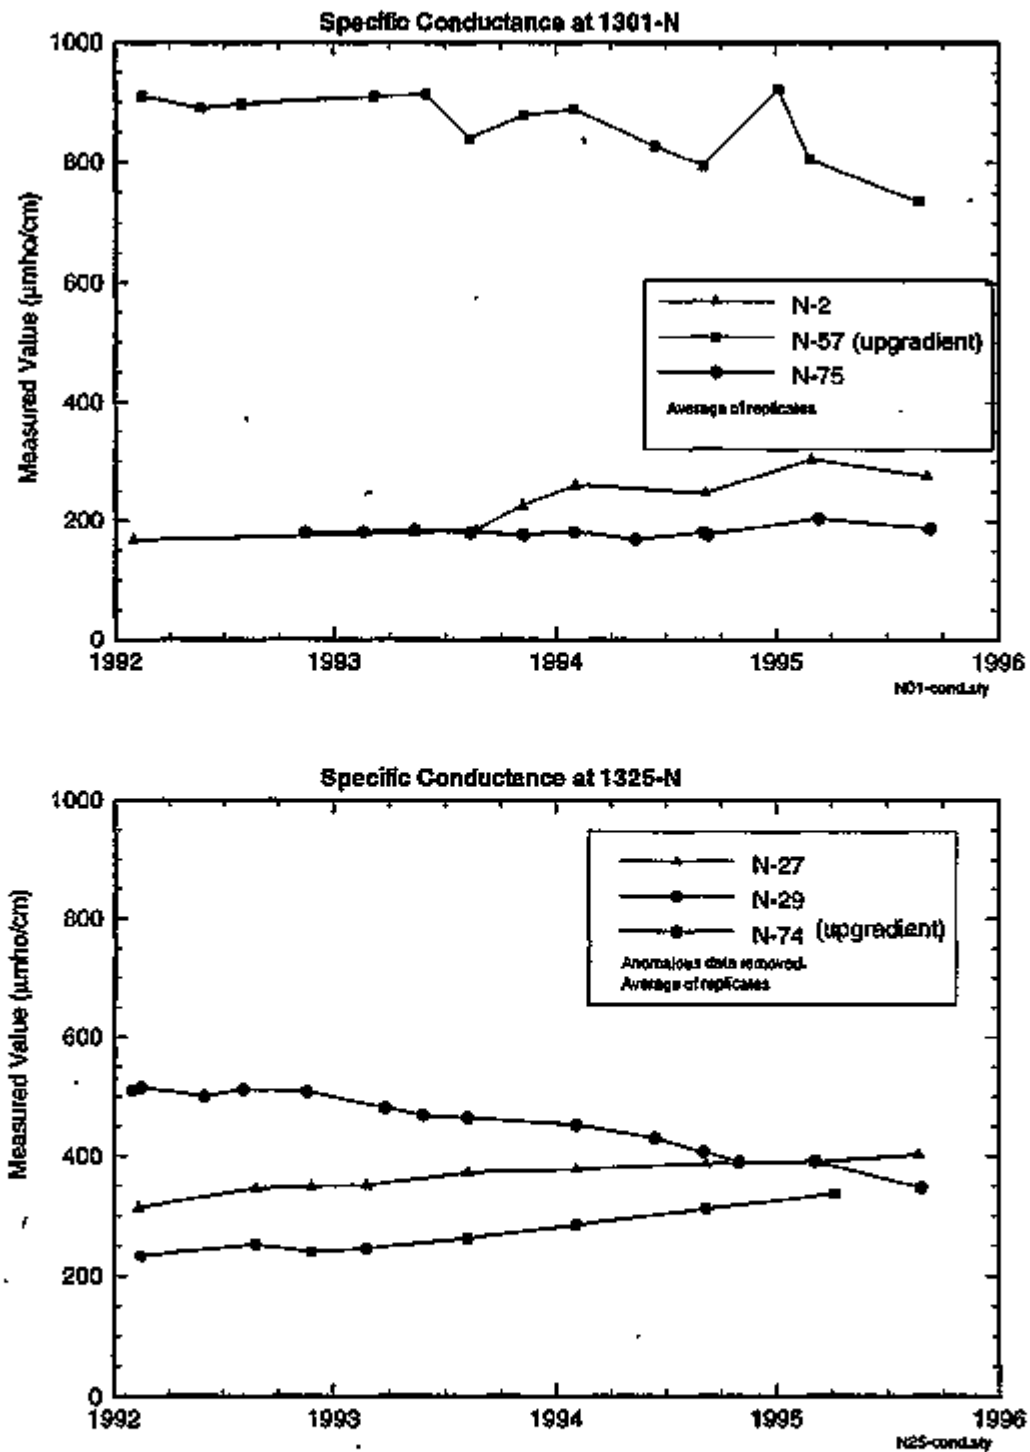 Specific Conductance at 1301-N
1000
800
600
400
200
0
Measured Value (µmho/cm)
N-2
N-57 (upgradient)
N-75
Average of replicates
1992
1993
1994
1995
1996
N01-cond.sty
Specific Conductance at 1325-N
1000
800
600
400
200
0
Measured Value (µmho/cm)
N-27
N-29
N-74 (upgradient)
Anomalous data removed.
Average of replicates
1992
1993
1994
1995
1996
N25-cond.sty